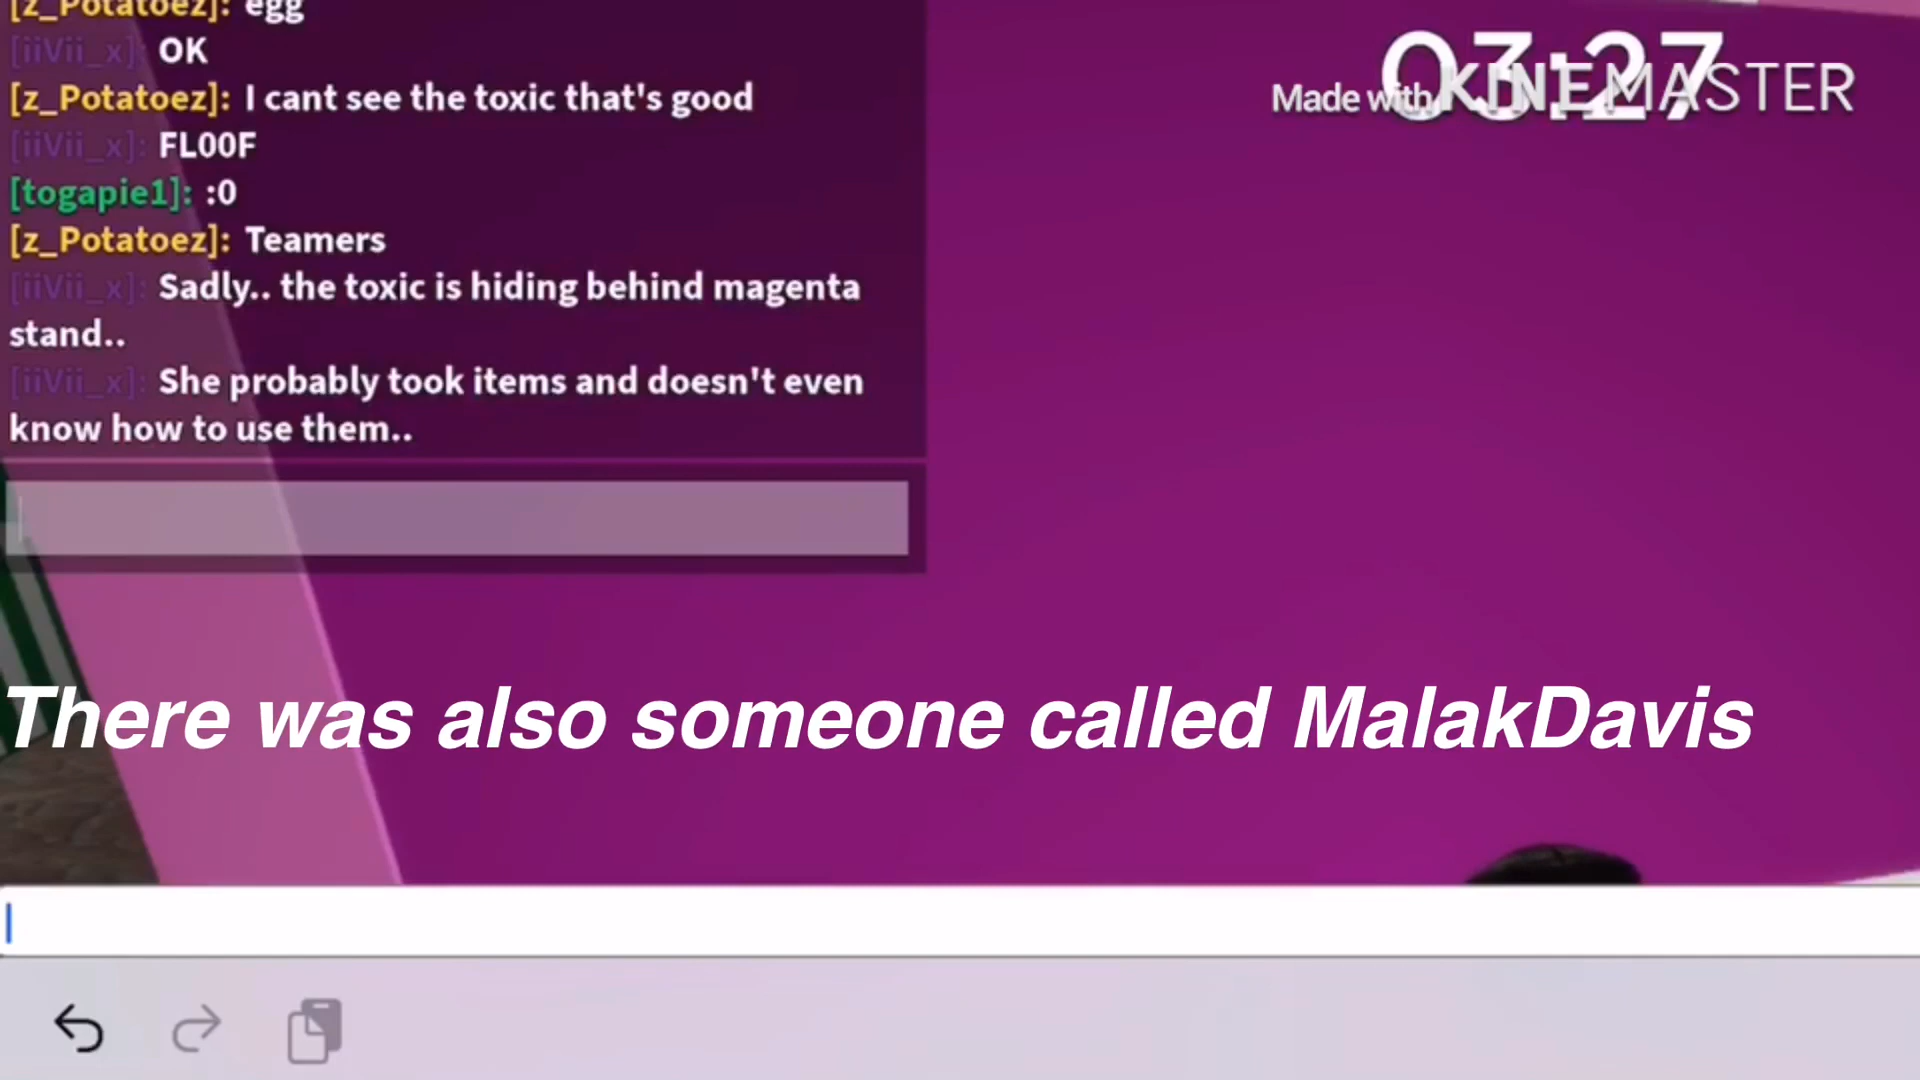 [z_Potatoez]: egg
[iiVii_x]: OK
[z_Potatoez]: I cant see the toxic that's good
[iiVii_x]: FL00F
[togapie1]: :0
[z_Potatoez]: Teamers
[iiVii_x]: Sadly.. the toxic is hiding behind magenta
stand..
[iiVii_x]: She probably took items and doesn't even
know how to use them..
03:27
Made with KINEMASTER
There was also someone called MalakDavis